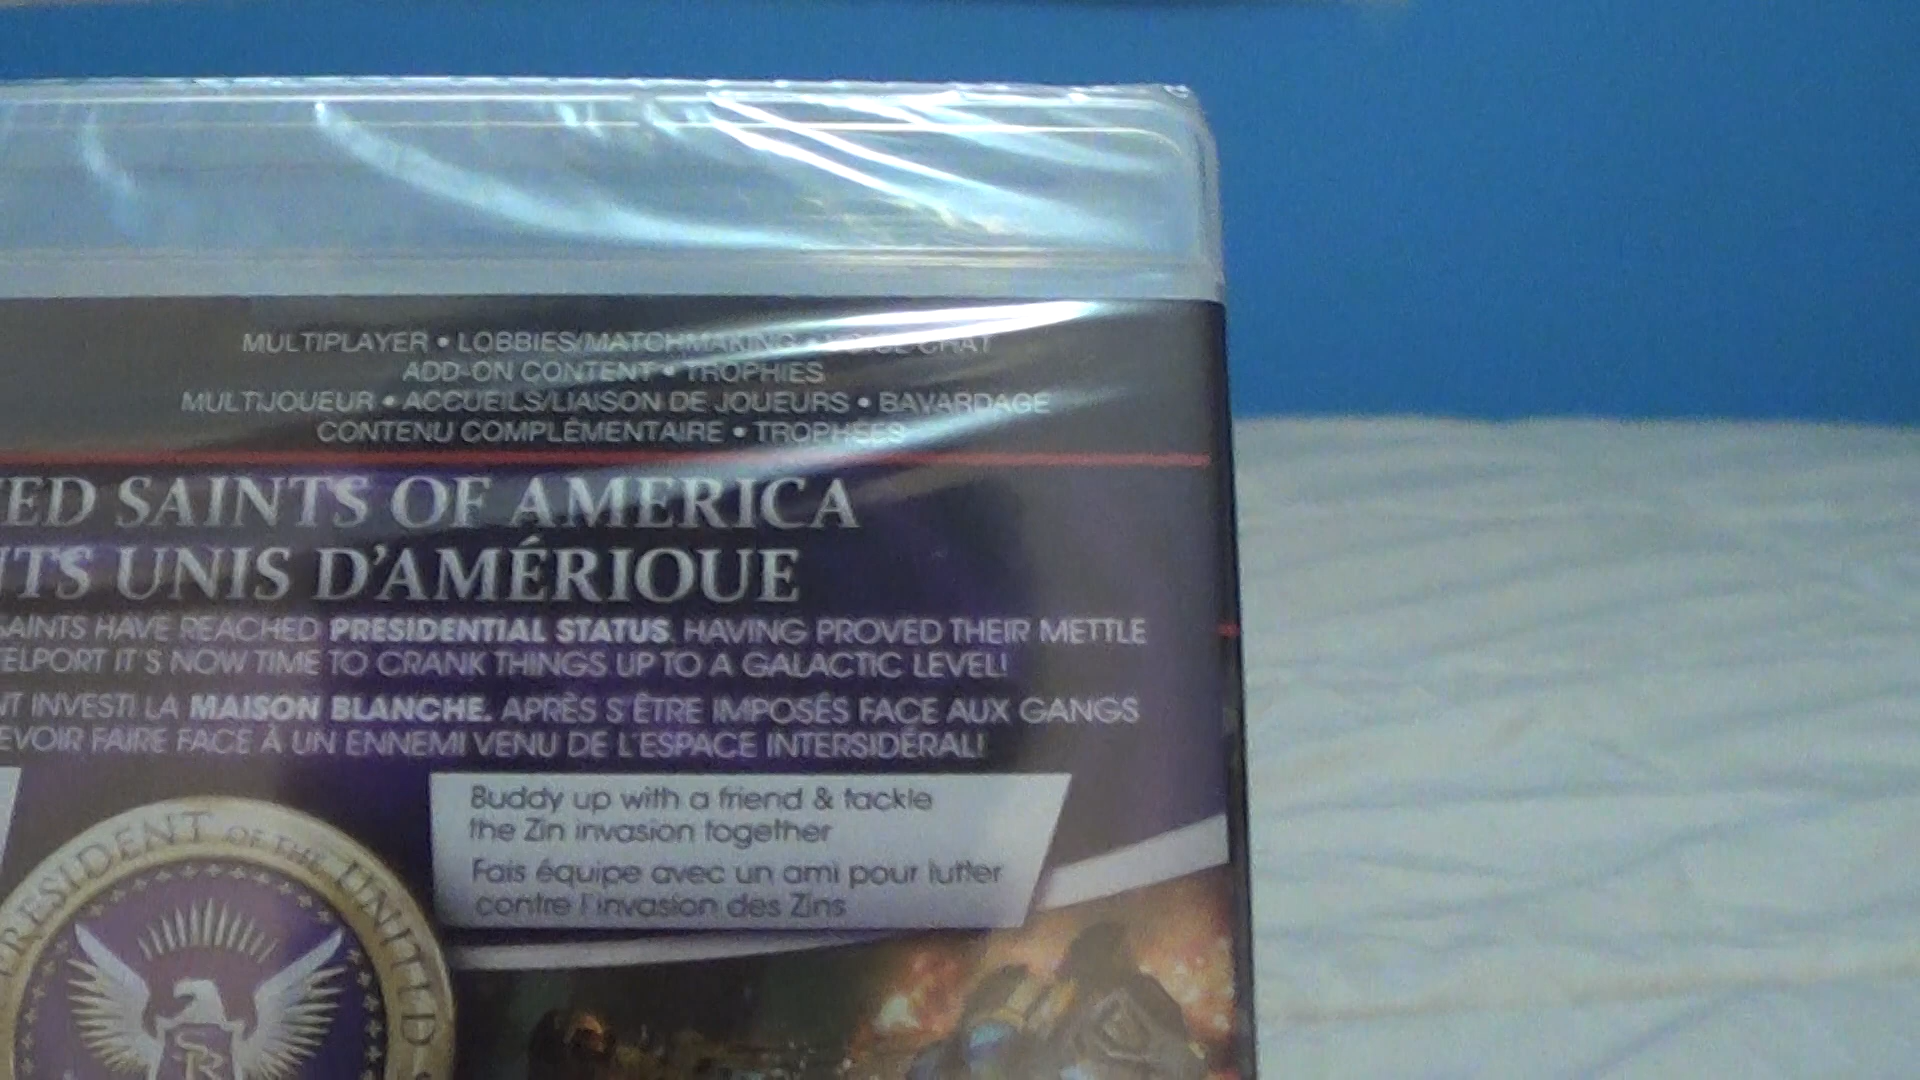 MULTIPLAYER • LOBBIES/MATCHMAKING • VOICE CHAT
ADD-ON CONTENT • TROPHIES
MULTIJOUEUR • ACCUEILS/LIAISON DE JOUEURS • BAVARDAGE
CONTENU COMPLÉMENTAIRE • TROPHÉES
SAINTS OF AMERICA
UNIS D'AMÉRIQUE
SAINTS HAVE REACHED PRESIDENTIAL STATUS. HAVING PROVED THEIR METTLE
IT'S NOW TIME TO CRANK THINGS UP TO A GALACTIC LEVEL!
INVESTI LA MAISON BLANCHE. APRÈS S'ÊTRE IMPOSÉS FACE AUX GANGS
FAIRE FACE À UN ENNEMI VENU DE L'ESPACE INTERSIDÉRAL!
Buddy up with a friend & tackle
the Zin invasion together
Fais équipe avec un ami pour lutter
contre l'invasion des Zins
PRESIDENT OF THE UNITED
SR